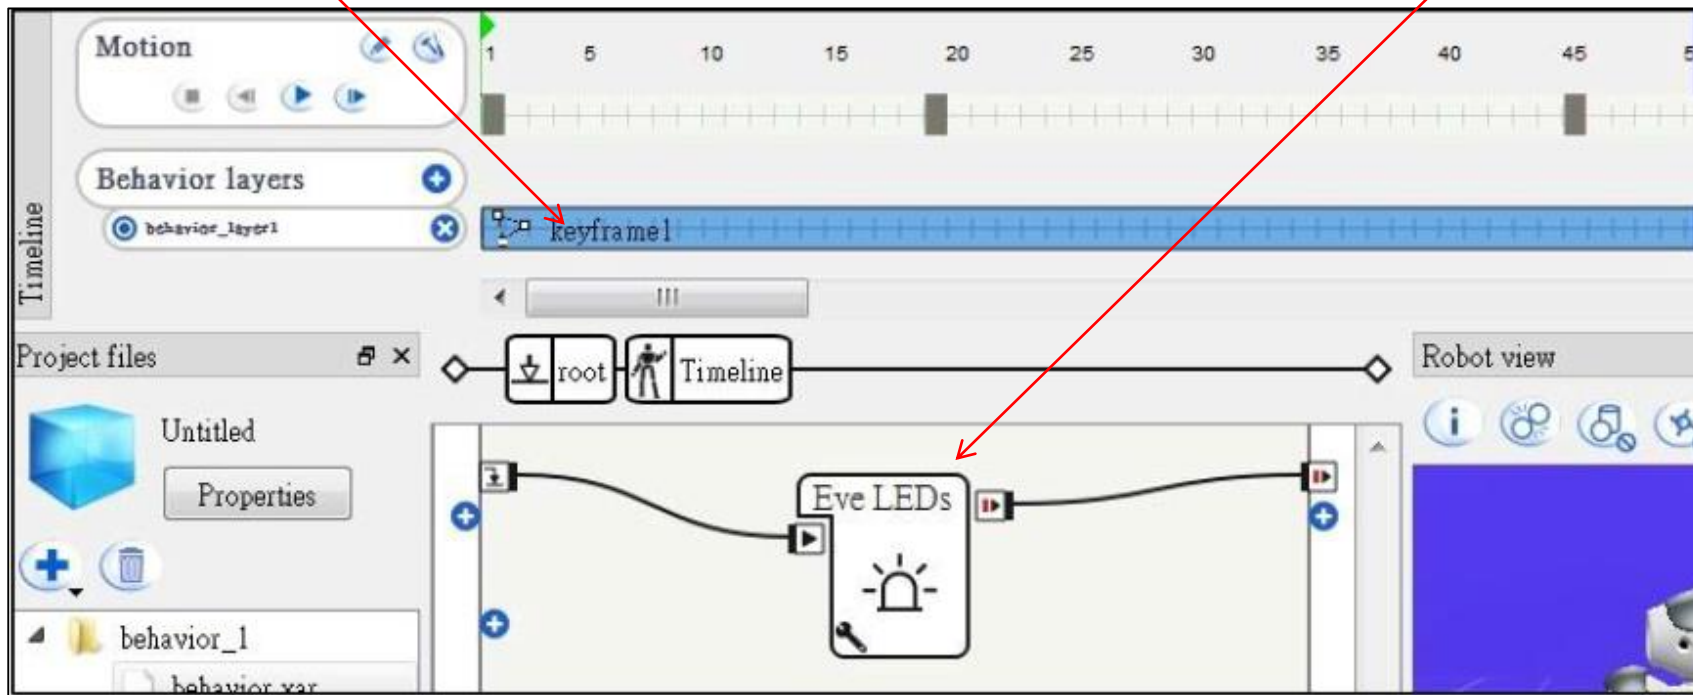 Motion
1 5 10 15 20 25 30 35 40 45
Behavior layers
behavior_layer1
keyframe1
Timeline
Project files
root
Timeline
Robot view
Untitled
Properties
Eve LEDs
behavior_1
behavior.xar